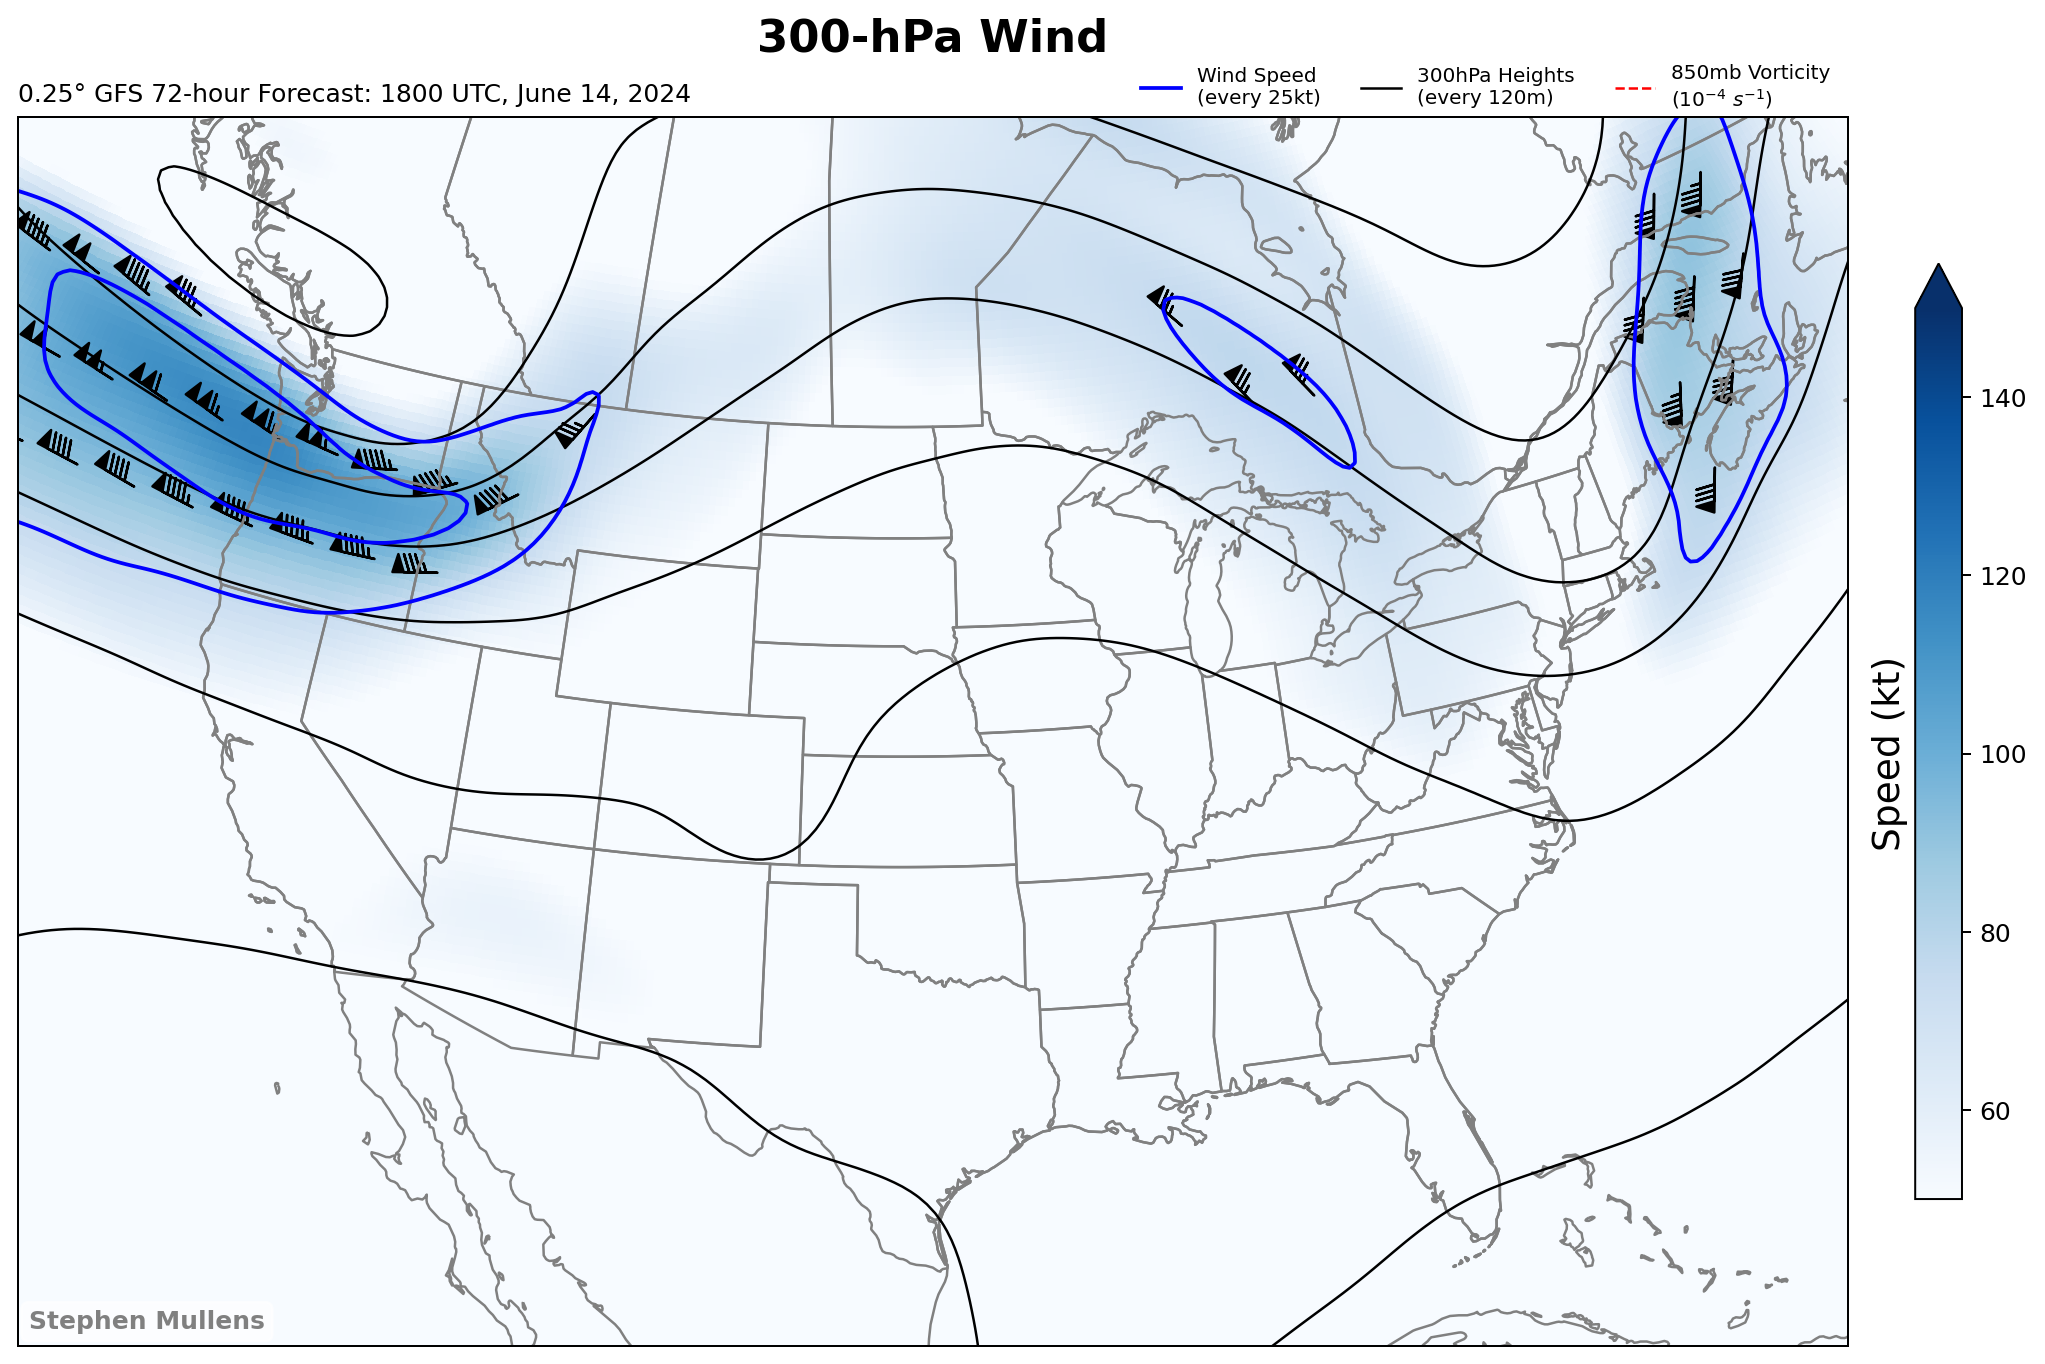 300-hPa Wind
0.25° GFS 72-hour Forecast: 1800 UTC, June 14, 2024
Wind Speed
(every 25kt)
300hPa Heights
(every 120m)
850mb Vorticity
(10⁻⁴ s⁻¹)
140
120
100
80
60
Speed (kt)
Stephen Mullens